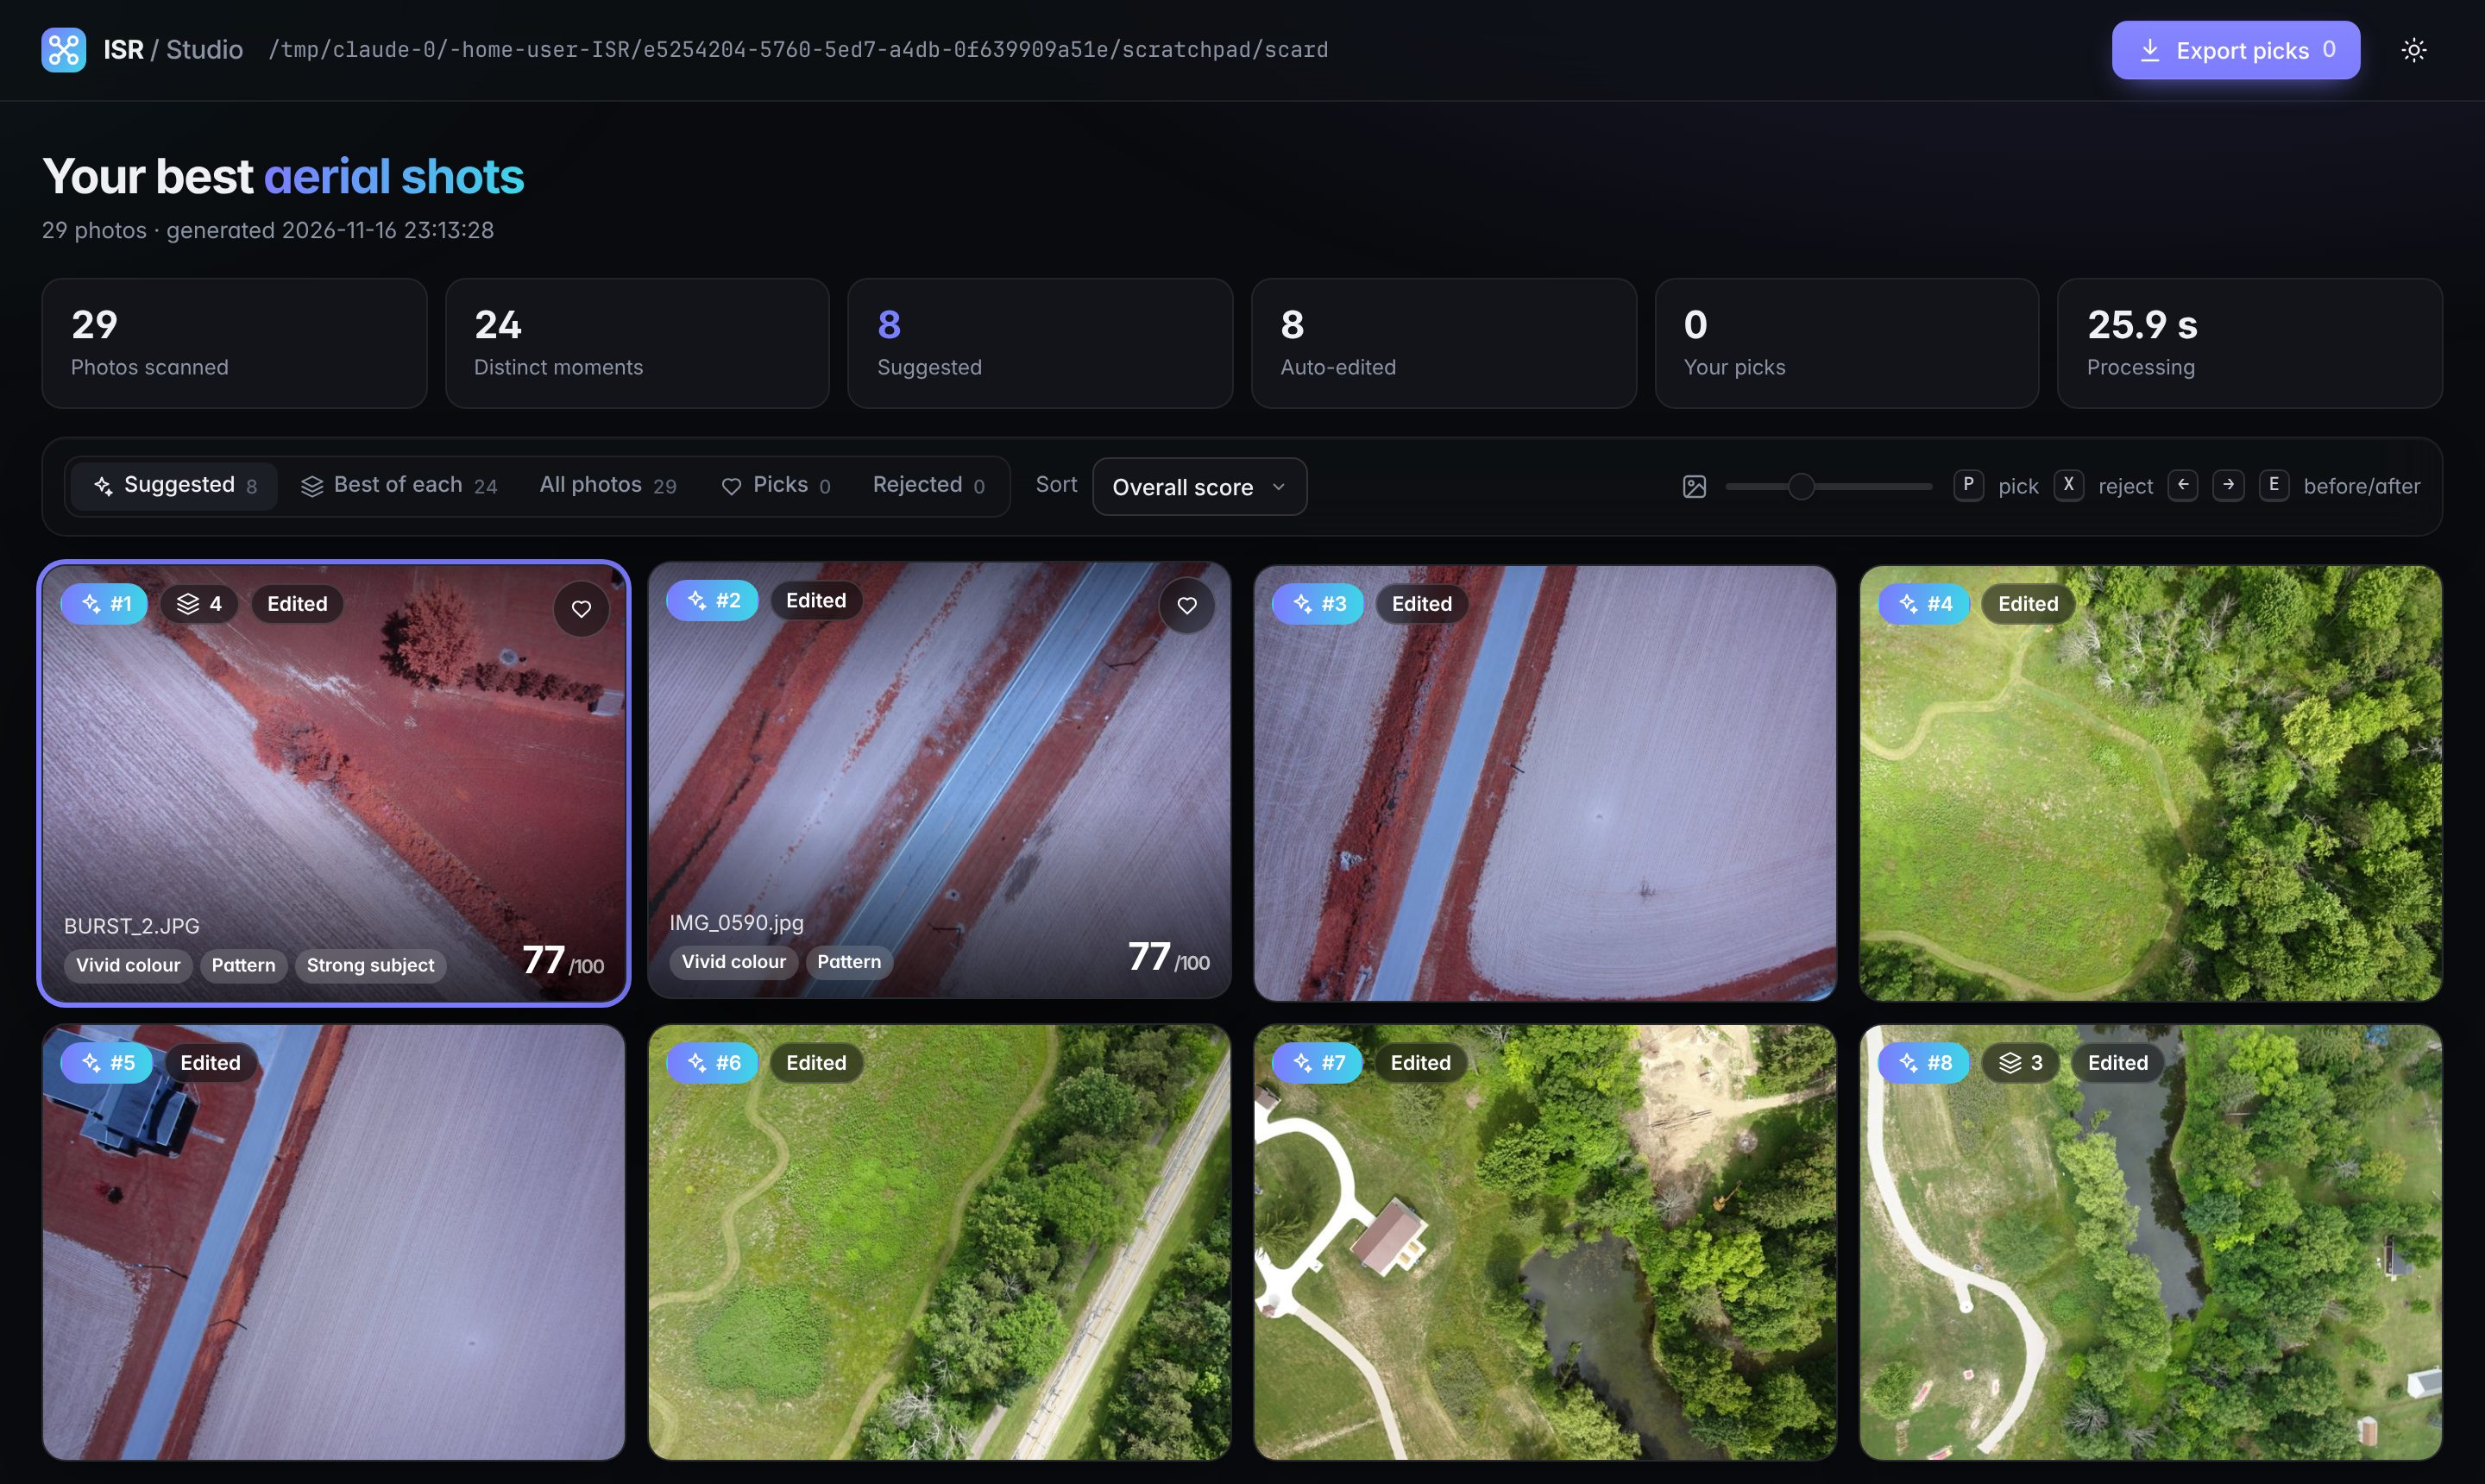 ISR / Studio /tmp/claude-0/-home-user-ISR/e5254204-5760-5ed7-a4db-0f639909a51e/scratchpad/scard Export picks 0
Your best aerial shots
29 photos · generated 2026-11-16 23:13:28
29 24 8 8 0 25.9 s
Photos scanned Distinct moments Suggested Auto-edited Your picks Processing
Suggested 8 Best of each 24 All photos 29 Picks 0 Rejected 0 Sort Overall score P pick X reject ← → E before/after
#1 4 Edited #2 Edited #3 Edited #4 Edited
BURST_2.JPG IMG_0590.jpg
Vivid colour Pattern Strong subject 77 /100 Vivid colour Pattern 77 /100
#5 Edited #6 Edited #7 Edited #8 3 Edited